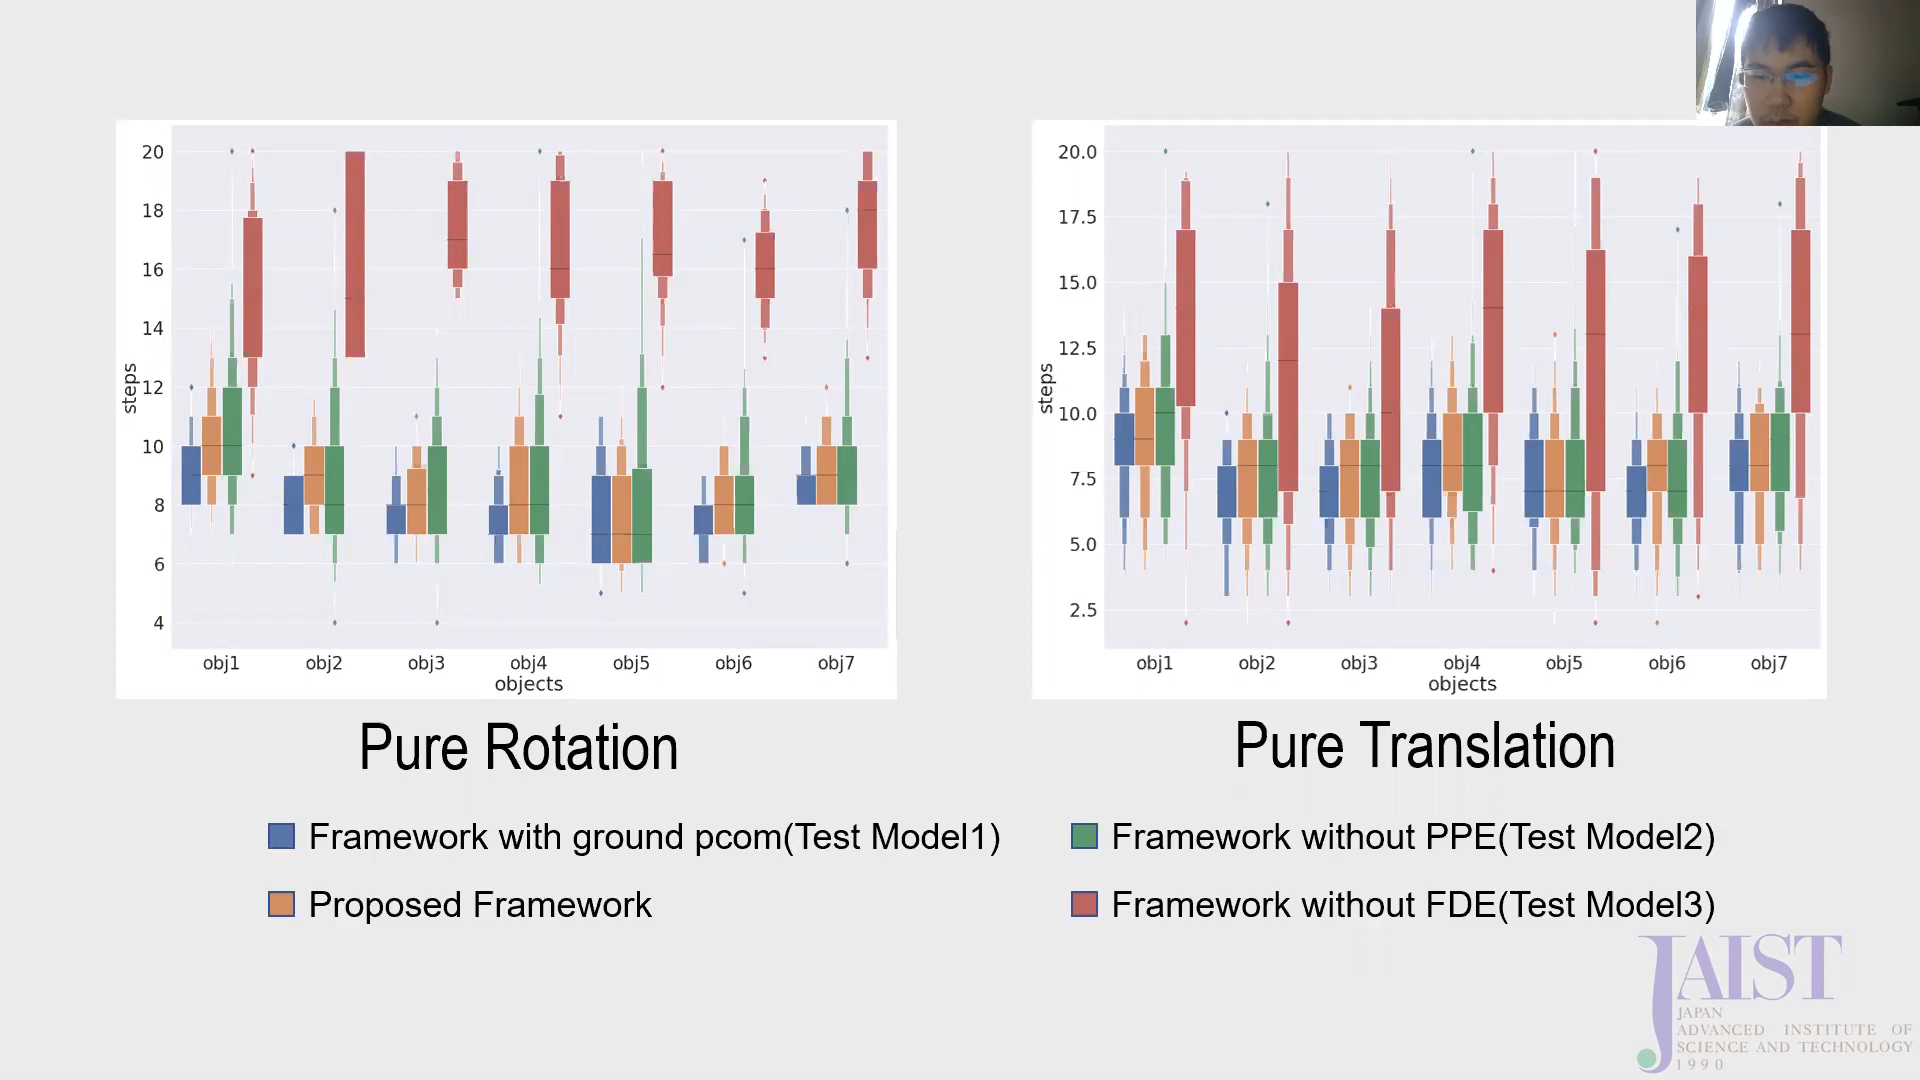 20
18
16
14
12
10
8
6
4
steps
obj1 obj2 obj3 obj4 obj5 obj6 obj7
objects
20.0
17.5
15.0
12.5
10.0
7.5
5.0
2.5
steps
obj1 obj2 obj3 obj4 obj5 obj6 obj7
objects
Pure Rotation
Pure Translation
Framework with ground pcom(Test Model1)
Framework without PPE(Test Model2)
Proposed Framework
Framework without FDE(Test Model3)
JAIST
JAPAN
ADVANCED INSTITUTE OF
SCIENCE AND TECHNOLOGY
1990